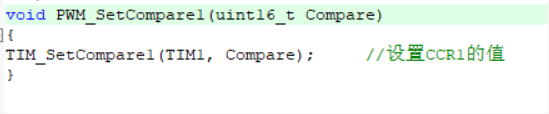 void PWM_SetCompare1(uint16_t Compare)
{
TIM_SetCompare1(TIM1, Compare);      //设置CCR1的值
}